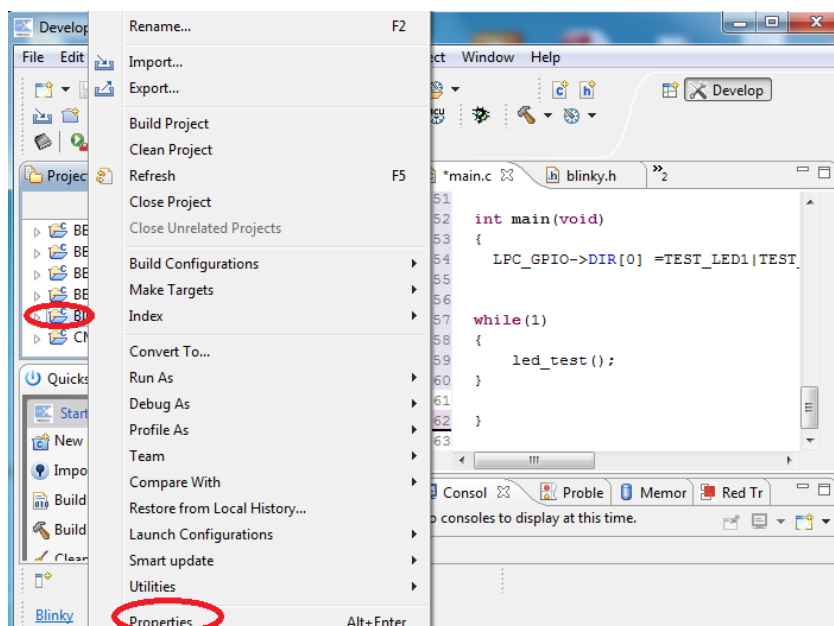 Develop
File Edit
ect Window Help
Develop
Projec
BE
BE
BE
BE
BL
CM
Quicks
Start
New
Impo
Build
Build
Clean
Blinky
Rename... F2
Import...
Export...
Build Project
Clean Project
Refresh F5
Close Project
Close Unrelated Projects
Build Configurations
Make Targets
Index
Convert To...
Run As
Debug As
Profile As
Team
Compare With
Restore from Local History...
Launch Configurations
Smart update
Utilities
Properties Alt+Enter
*main.c blinky.h »2
51
52 int main(void)
53 {
54 LPC_GPIO->DIR[0] =TEST_LED1|TEST_
55
56
57 while(1)
58 {
59 led_test();
60 }
61
62 }
63
Consol Proble Memor Red Tr
o consoles to display at this time.